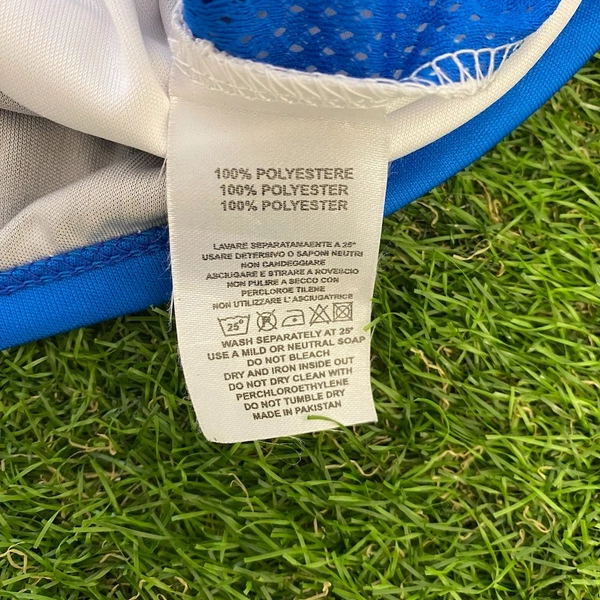 100% POLYESTERE
100% POLYESTER
100% POLYESTER
LAVARE SEPARATAMAENTE A 25°
USARE DETERSIVO O SAPONI NEUTRI
NON CANDEGGIARE
ASCIUGARE E STIRARE A ROVESCIO
NON PULIRE A SECCO CON
PERCLOROE TILENE
NON UTILIZZARE L'ASCIUGATRICE
25°
WASH SEPARATELY AT 25°
USE A MILD OR NEUTRAL SOAP
DO NOT BLEACH
DRY AND IRON INSIDE OUT
DO NOT DRY CLEAN WITH
PERCHLOROETHYLENE
DO NOT TUMBLE DRY
MADE IN PAKISTAN